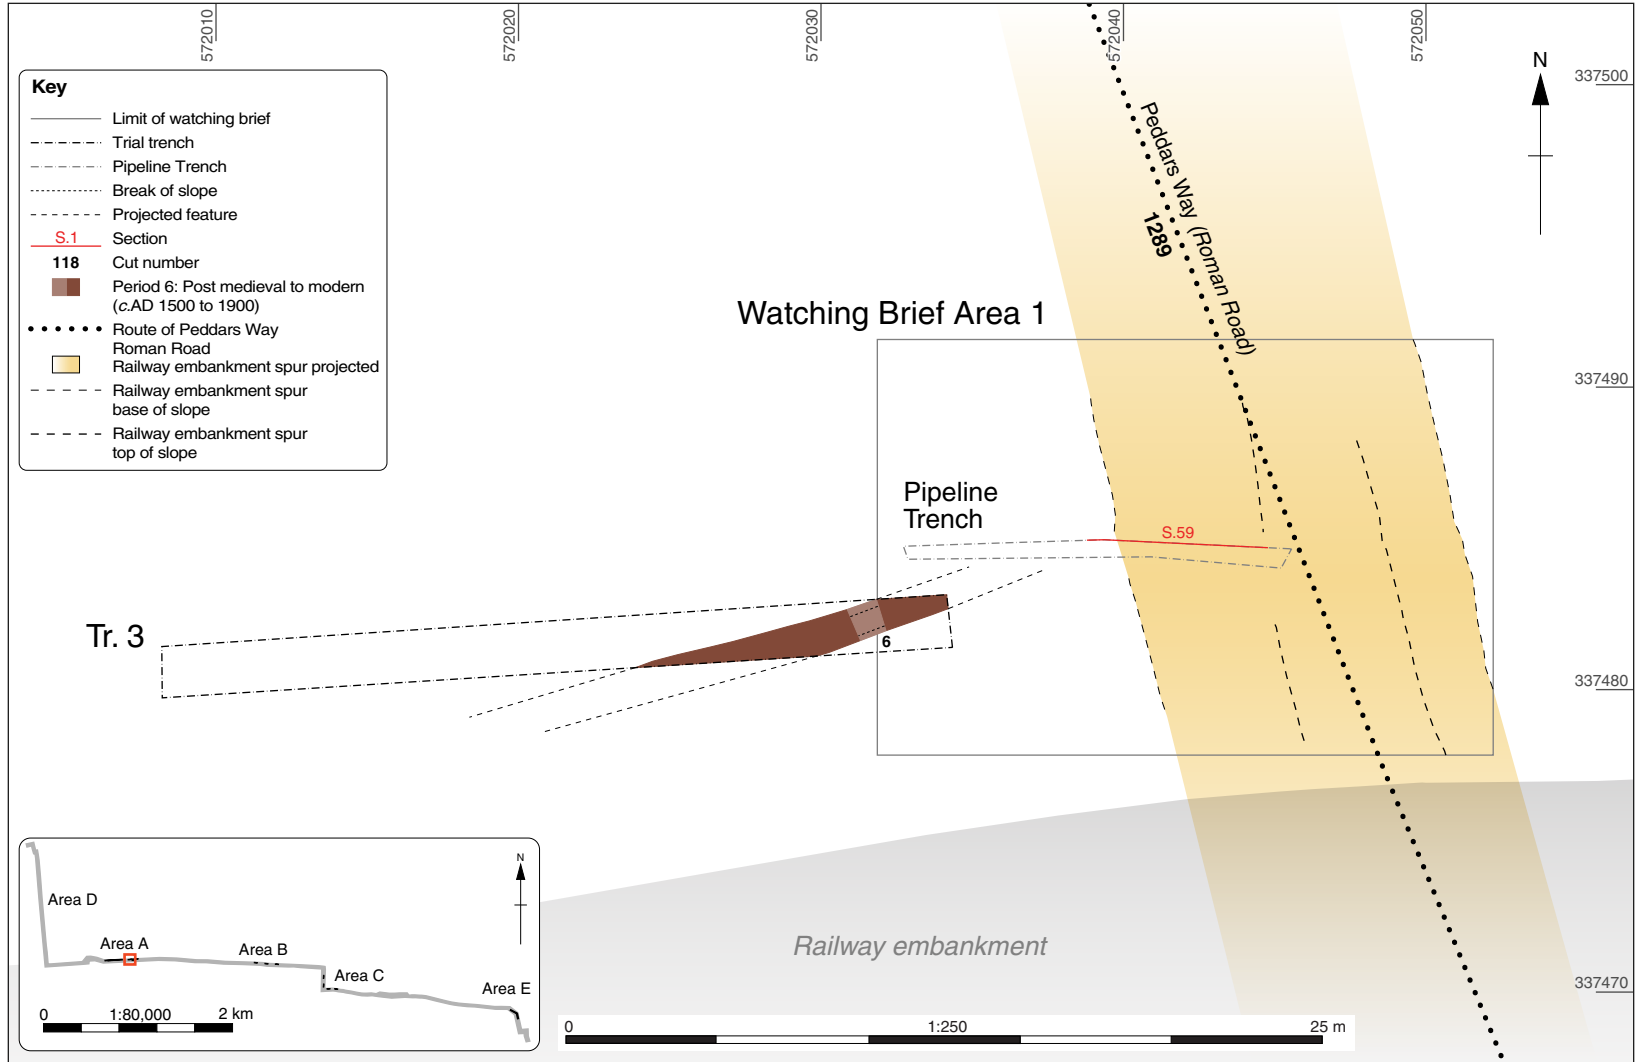 572010
572020
572030
572040
572050
337500
337490
337480
337470
N
Key
Limit of watching brief
Trial trench
Pipeline Trench
Break of slope
Projected feature
S.1 Section
118 Cut number
Period 6: Post medieval to modern
(c.AD 1500 to 1900)
Route of Peddars Way
Roman Road
Railway embankment spur projected
Railway embankment spur
base of slope
Railway embankment spur
top of slope
Peddars Way (Roman Road)
1289
Watching Brief Area 1
Pipeline
Trench
S.59
Tr. 3
6
Railway embankment
N
Area D
Area A
Area B
Area C
Area E
0 1:80,000 2 km
0 1:250 25 m